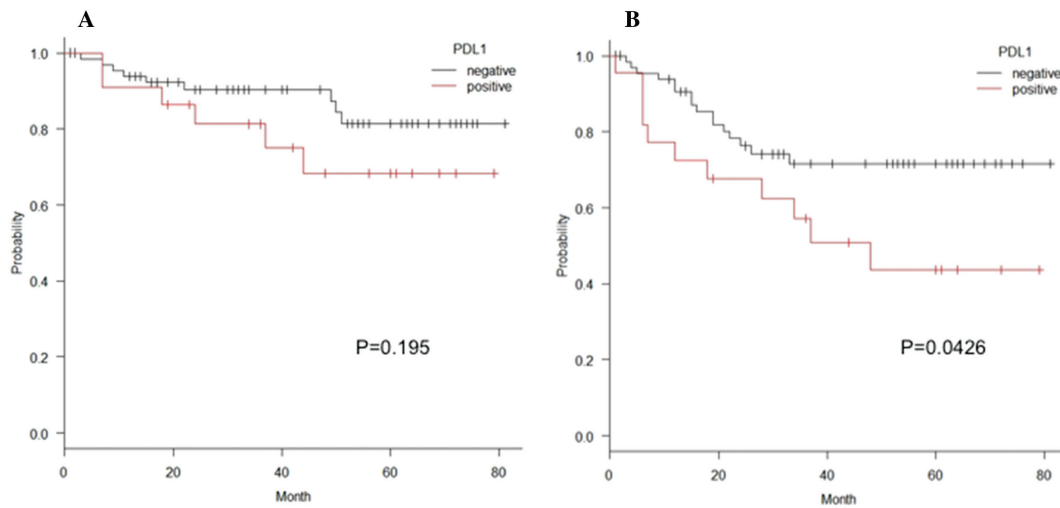 A
PDL1
negative
positive
1.0
0.8
0.6
0.4
0.2
0.0
Probability
P=0.195
0 20 40 60 80
Month
B
PDL1
negative
positive
1.0
0.8
0.6
0.4
0.2
0.0
Probability
P=0.0426
0 20 40 60 80
Month